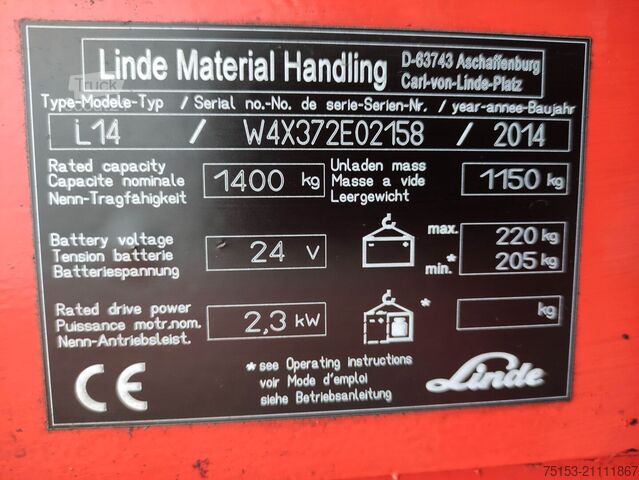 Linde Material Handling
D-63743 Aschaffenburg
Carl-von-Linde-Platz
Type-Modele-Typ / Serial no.-No. de serie-Serien-Nr. / year-annee-Baujahr
L14 / W4X372E02158 / 2014
Rated capacity
Capacite nominale
Nenn-Tragfähigkeit
1400 kg
Unladen mass
Masse a vide
Leergewicht
1150 kg
Battery voltage
Tension batterie
Batteriespannung
24 V
max. 220 kg
min.* 205 kg
Rated drive power
Puissance motr.nom.
Nenn-Antriebsleist.
2,3 kW
* kg
*see Operating instructions
voir Mode d'emploi
siehe Betriebsanleitung
CE
Linde
Truck
75153-21111867